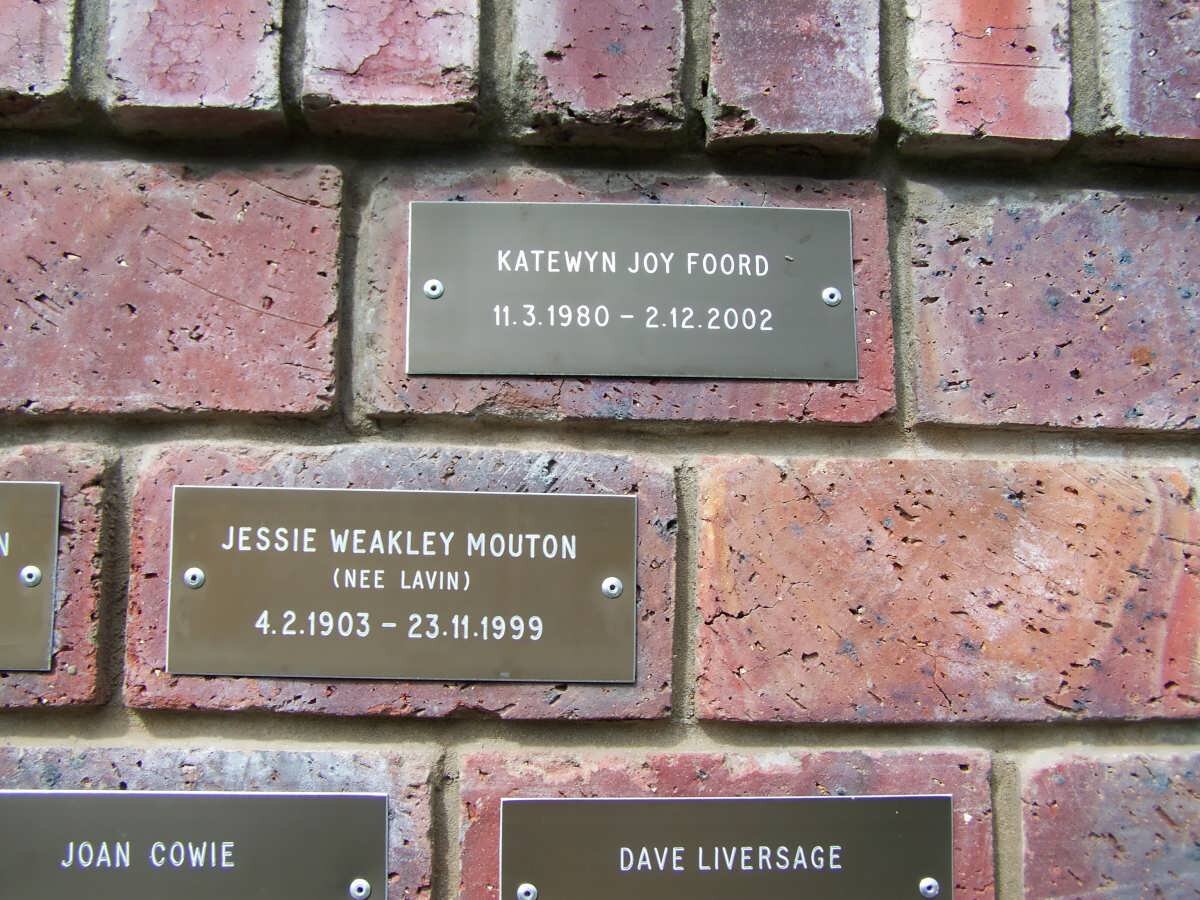 KATEWYN JOY FOORD
11.3.1980 – 2.12.2002
JESSIE WEAKLEY MOUTON
(NEE LAVIN)
4.2.1903 – 23.11.1999
N
JOAN COWIE
DAVE LIVERSAGE